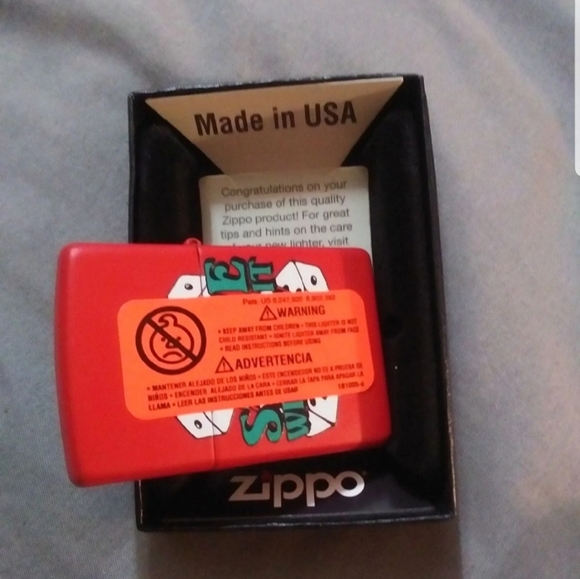 Made in USA
Congratulations on your
purchase of this quality
Zippo product! For great
tips and hints on the care
new lighter, visit
WARNING
• KEEP AWAY FROM CHILDREN • THIS LIGHTER IS NOT
CHILD RESISTANT • IGNITE LIGHTER AWAY FROM FACE
• READ INSTRUCTIONS BEFORE USING
ADVERTENCIA
• MANTENER ALEJADO DE LOS NIÑOS • ESTE ENCENDEDOR NO ES A PRUEBA DE
NIÑOS • ENCENDER ALEJADO DE LA CARA • CERRAR LA TAPA PARA APAGAR LA
LLAMA • LEER LAS INSTRUCCIONES ANTES DE USAR
zippo